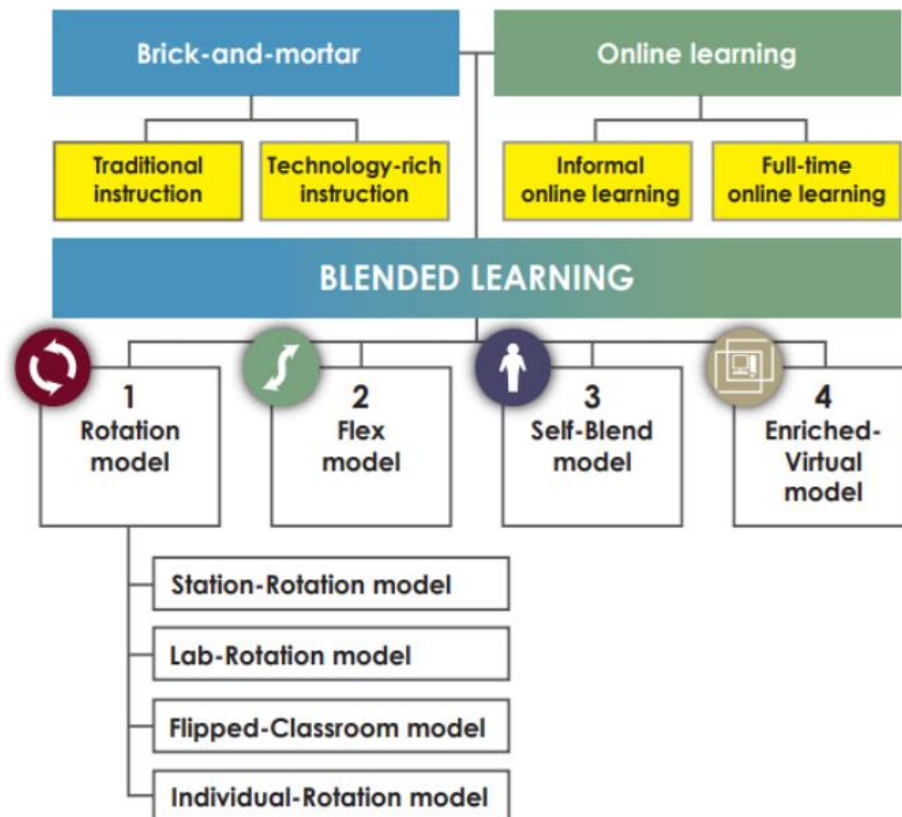 Brick-and-mortar
Online learning
Traditional
instruction
Technology-rich
instruction
Informal
online learning
Full-time
online learning
BLENDED LEARNING
1
Rotation
model
2
Flex
model
3
Self-Blend
model
4
Enriched-
Virtual
model
Station-Rotation model
Lab-Rotation model
Flipped-Classroom model
Individual-Rotation model